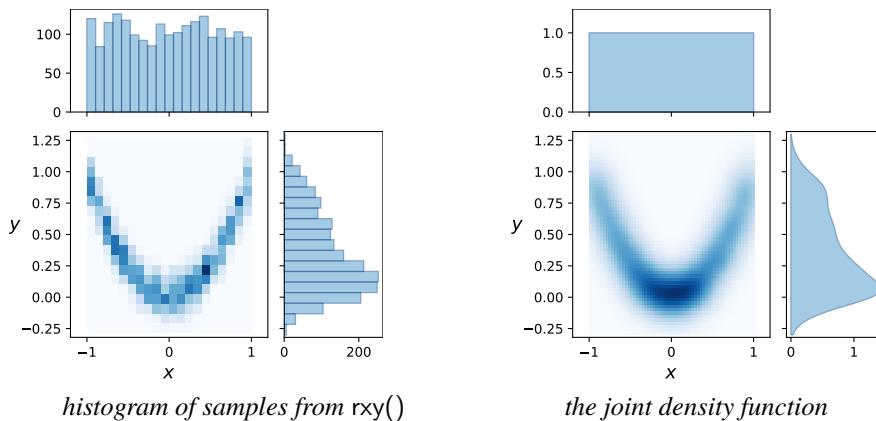 100
50
0
1.25
1.00
0.75
0.50
0.25
0.00
−0.25
y
−1 0 1
x
0 200
histogram of samples from rxy()
1.0
0.5
0.0
1.25
1.00
0.75
0.50
0.25
0.00
−0.25
y
−1 0 1
x
0 1
the joint density function